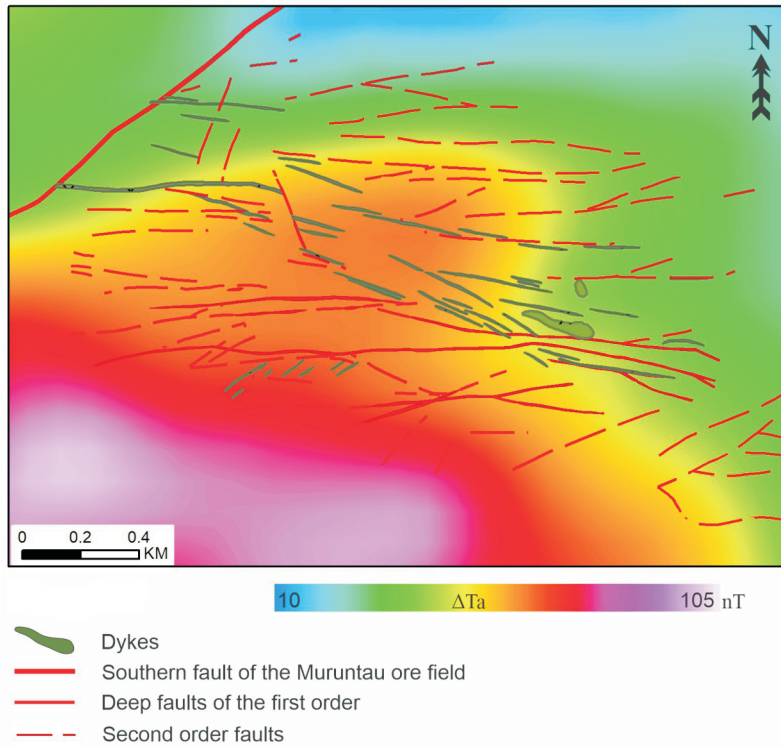 N
0 0.2 0.4
KM
10 ΔTa 105 nT
Dykes
Southern fault of the Muruntau ore field
Deep faults of the first order
Second order faults